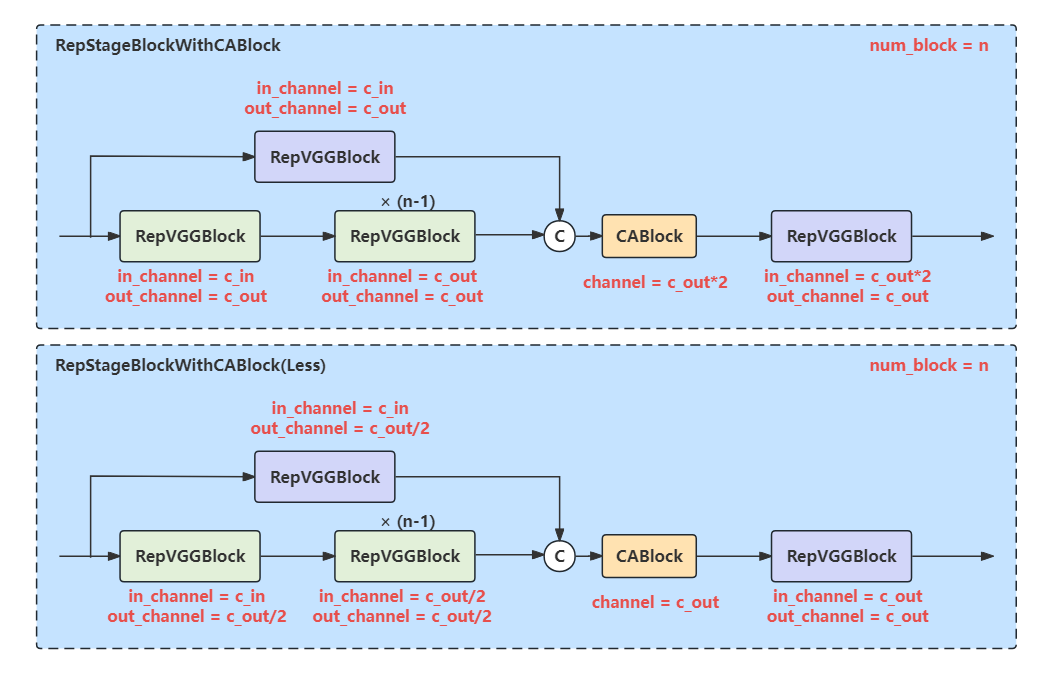 RepStageBlockWithCABlock
num_block = n
in_channel = c_in
out_channel = c_out
RepVGGBlock
× (n-1)
RepVGGBlock
RepVGGBlock
C
CABlock
RepVGGBlock
in_channel = c_in
out_channel = c_out
in_channel = c_out
out_channel = c_out
channel = c_out*2
in_channel = c_out*2
out_channel = c_out
RepStageBlockWithCABlock(Less)
num_block = n
in_channel = c_in
out_channel = c_out/2
RepVGGBlock
× (n-1)
RepVGGBlock
RepVGGBlock
C
CABlock
RepVGGBlock
in_channel = c_in
out_channel = c_out/2
in_channel = c_out/2
out_channel = c_out/2
channel = c_out
in_channel = c_out
out_channel = c_out